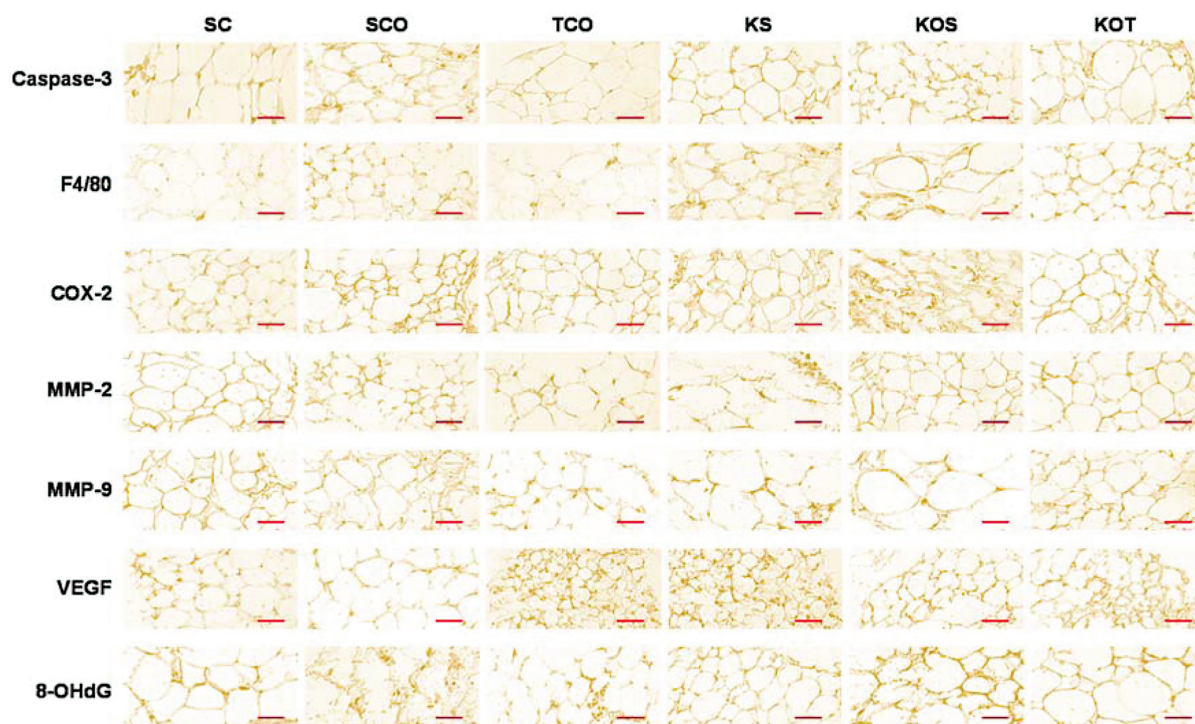 SC SCO TCO KS KOS KOT
Caspase-3
F4/80
COX-2
MMP-2
MMP-9
VEGF
8-OHdG